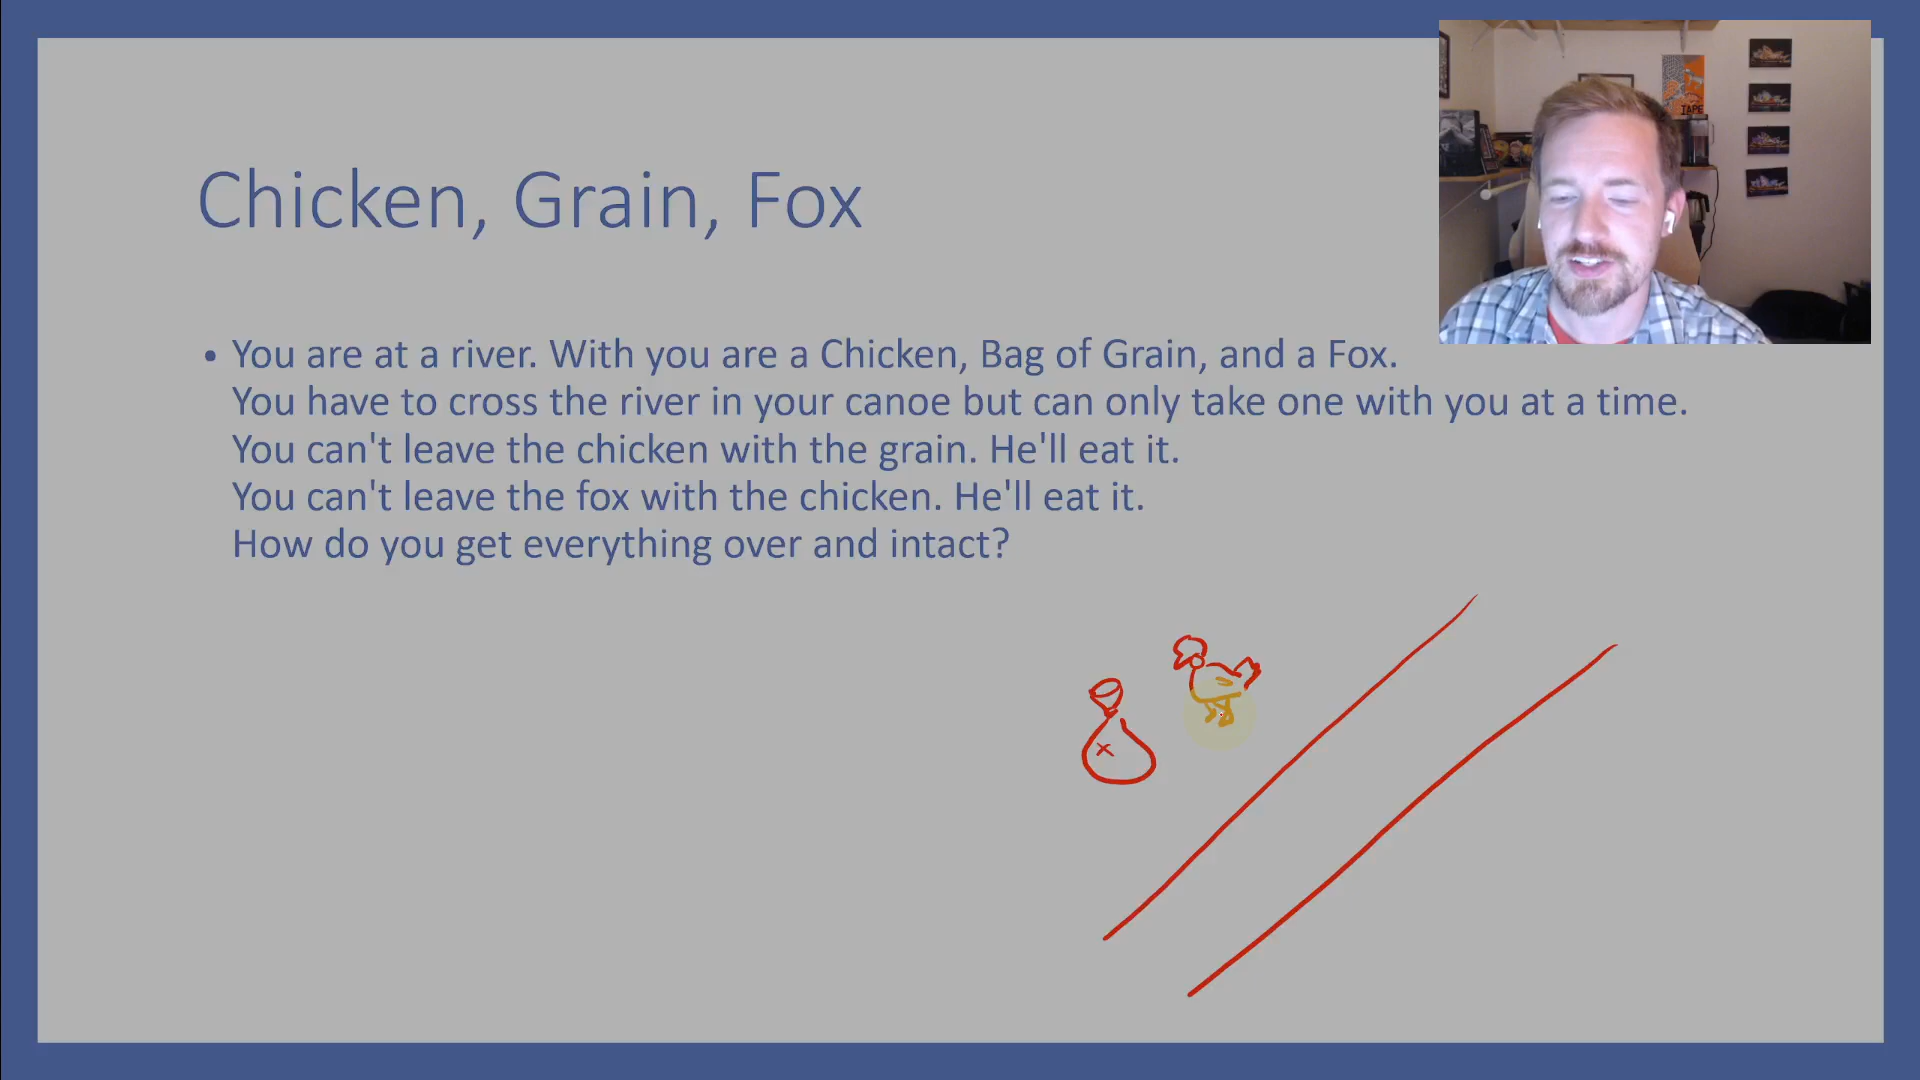 TAPE
Chicken, Grain, Fox
• You are at a river. With you are a Chicken, Bag of Grain, and a Fox.
You have to cross the river in your canoe but can only take one with you at a time.
You can't leave the chicken with the grain. He'll eat it.
You can't leave the fox with the chicken. He'll eat it.
How do you get everything over and intact?
x